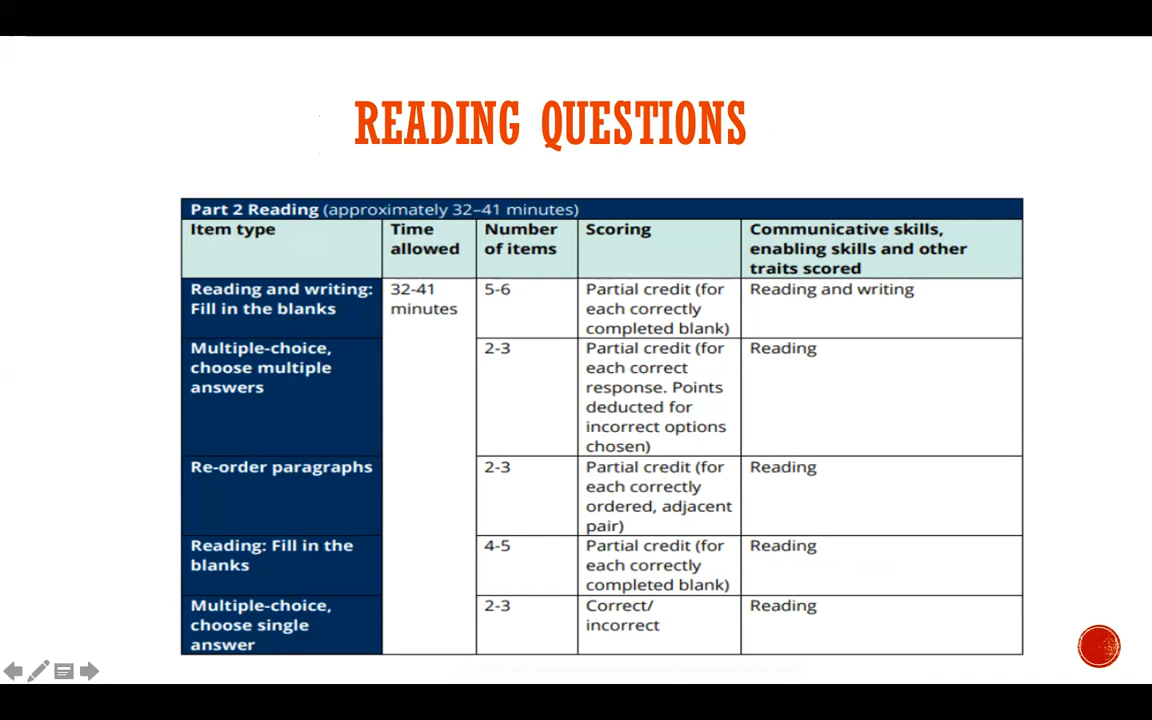 READING QUESTIONS
Part 2 Reading (approximately 32–41 minutes)
Item type
Time allowed
Number of items
Scoring
Communicative skills,
enabling skills and other
traits scored
Reading and writing:
Fill in the blanks
32-41
minutes
5-6
Partial credit (for
each correctly
completed blank)
Reading and writing
Multiple-choice,
choose multiple
answers
2-3
Partial credit (for
each correct
response. Points
deducted for
incorrect options
chosen)
Reading
Re-order paragraphs
2-3
Partial credit (for
each correctly
ordered, adjacent
pair)
Reading
Reading: Fill in the
blanks
4-5
Partial credit (for
each correctly
completed blank)
Reading
Multiple-choice,
choose single
answer
2-3
Correct/
incorrect
Reading